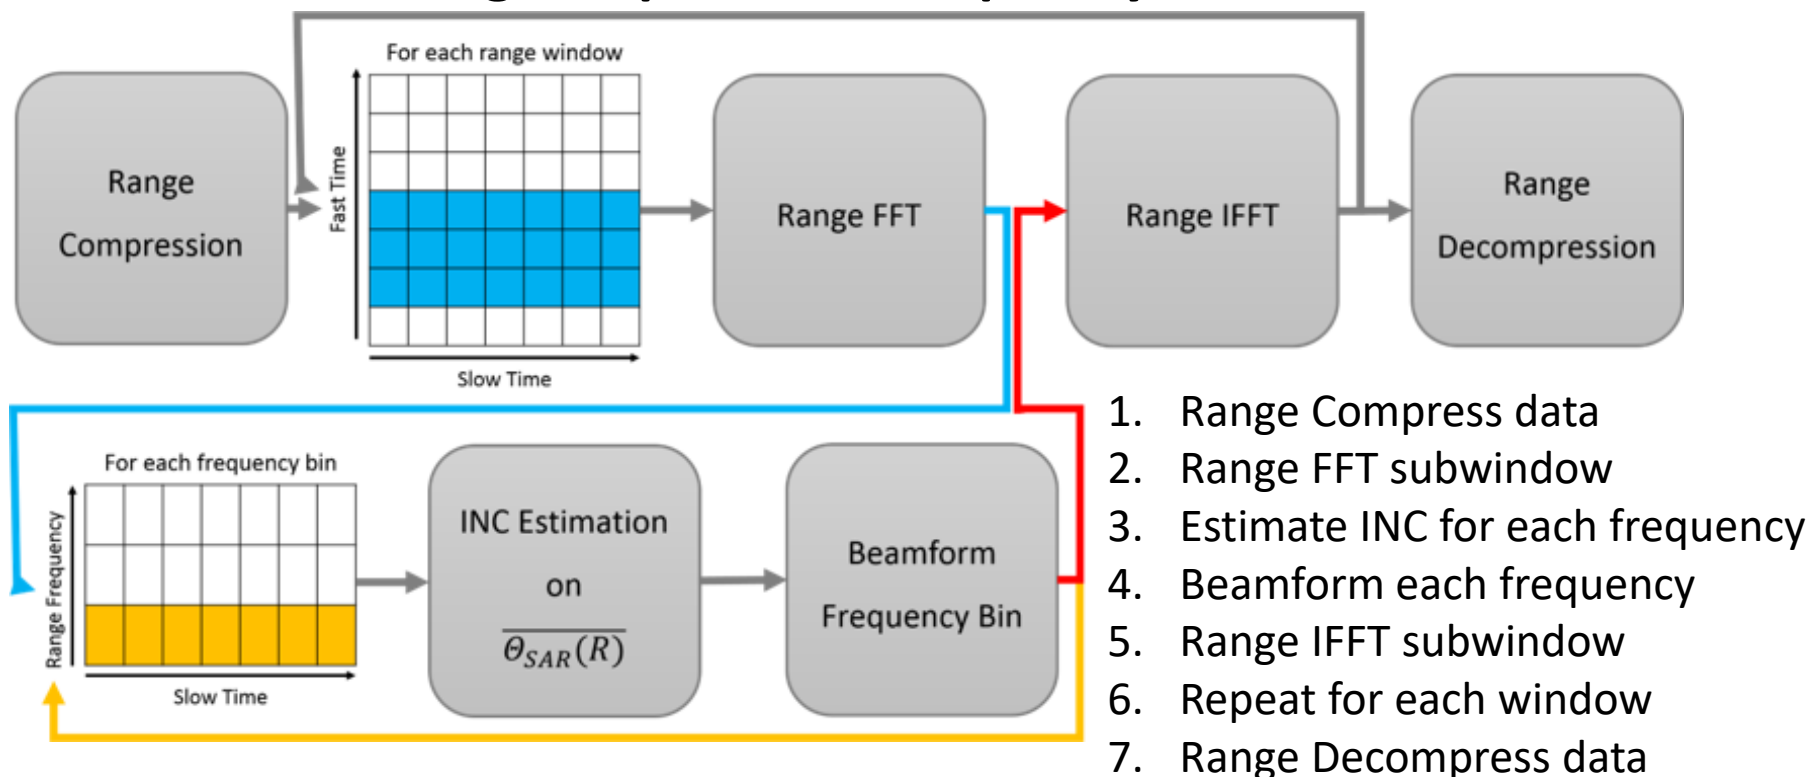 For each range window
Range
Compression
Fast Time
Slow Time
Range FFT
Range IFFT
Range
Decompression
For each frequency bin
Range Frequency
Slow Time
INC Estimation
on
$\overline{\Theta_{SAR}(R)}$
Beamform
Frequency Bin
1. Range Compress data
2. Range FFT subwindow
3. Estimate INC for each frequency
4. Beamform each frequency
5. Range IFFT subwindow
6. Repeat for each window
7. Range Decompress data